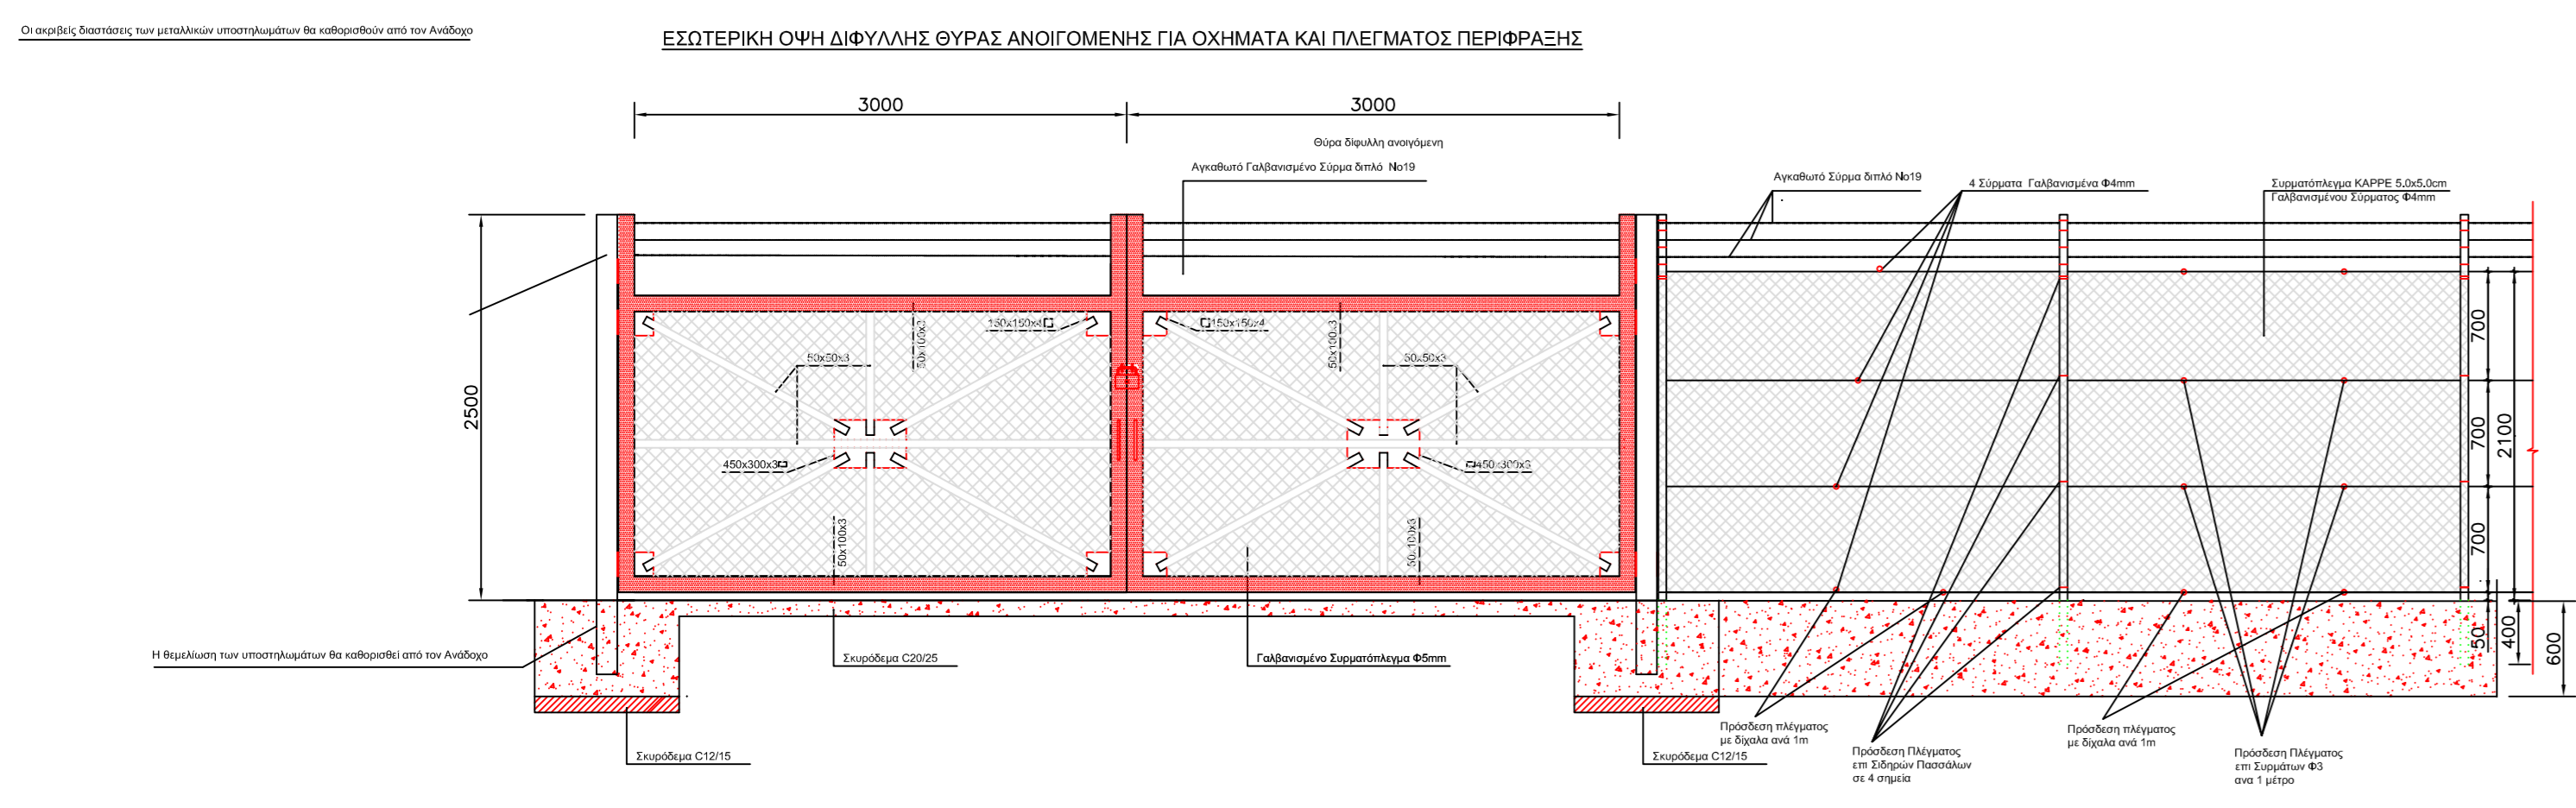 Οι ακριβείς διαστάσεις των μεταλλικών υποστηλωμάτων θα καθορισθούν από τον Ανάδοχο
ΕΣΩΤΕΡΙΚΗ ΟΨΗ ΔΙΦΥΛΛΗΣ ΘΥΡΑΣ ΑΝΟΙΓΟΜΕΝΗΣ ΓΙΑ ΟΧΗΜΑΤΑ ΚΑΙ ΠΛΕΓΜΑΤΟΣ ΠΕΡΙΦΡΑΞΗΣ
3000
3000
Θύρα δίφυλλη ανοιγόμενη
Αγκαθωτό Γαλβανισμένο Σύρμα διπλό Νο19
Αγκαθωτό Σύρμα διπλό Νο19
4 Σύρματα Γαλβανισμένα Φ4mm
Συρματόπλεγμα KAPPE 5.0x5.0cm
Γαλβανισμένου Σύρματος Φ4mm
2500
150x150x4
150x150x4
50x100x3
50x100x3
50x50x3
50x50x3
450x300x3
450x300x3
50x100x3
50x100x3
700
700
700
2100
50
400
600
Η θεμελίωση των υποστηλωμάτων θα καθορισθεί από τον Ανάδοχο
Σκυρόδεμα C20/25
Γαλβανισμένο Συρματόπλεγμα Φ5mm
Σκυρόδεμα C12/15
Σκυρόδεμα C12/15
Πρόσδεση πλέγματος
με δίχαλα ανά 1m
Πρόσδεση Πλέγματος
επι Σιδηρών Πασσάλων
σε 4 σημεία
Πρόσδεση πλέγματος
με δίχαλα ανά 1m
Πρόσδεση Πλέγματος
επι Συρμάτων Φ3
ανα 1 μέτρο